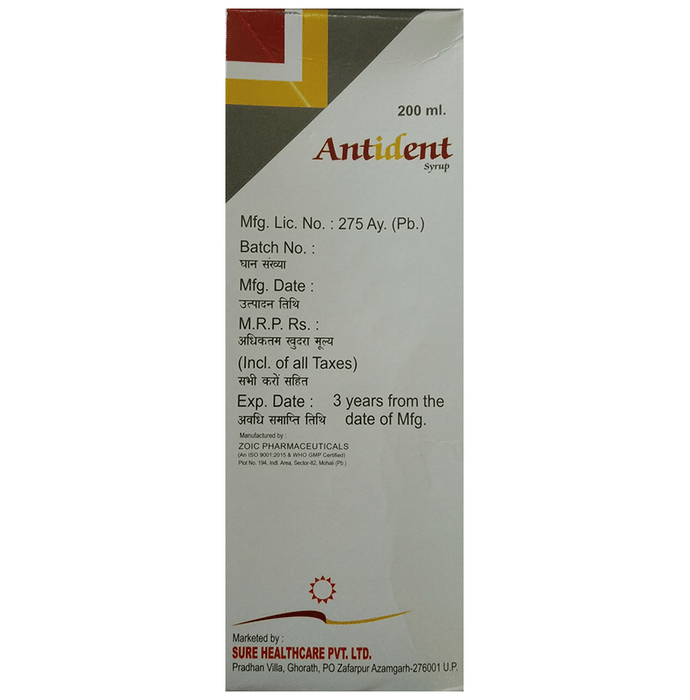 200 ml.
Antident
Syrup
Mfg. Lic. No. : 275 Ay. (Pb.)
Batch No. :
घान संख्या
Mfg. Date :
उत्पादन तिथि
M.R.P. Rs. :
अधिकतम खुदरा मूल्य
(Incl. of all Taxes)
सभी करों सहित
Exp. Date : 3 years from the
अवधि समाप्ति तिथि date of Mfg.
Manufactured by :
ZOIC PHARMACEUTICALS
(An ISO 9001:2015 & WHO GMP Certified)
Plot No. 194, Indl. Area, Sector-82, Mohali (Pb.)
Marketed by :
SURE HEALTHCARE PVT. LTD.
Pradhan Villa, Ghorath, PO Zafarpur Azamgarh-276001 U.P.